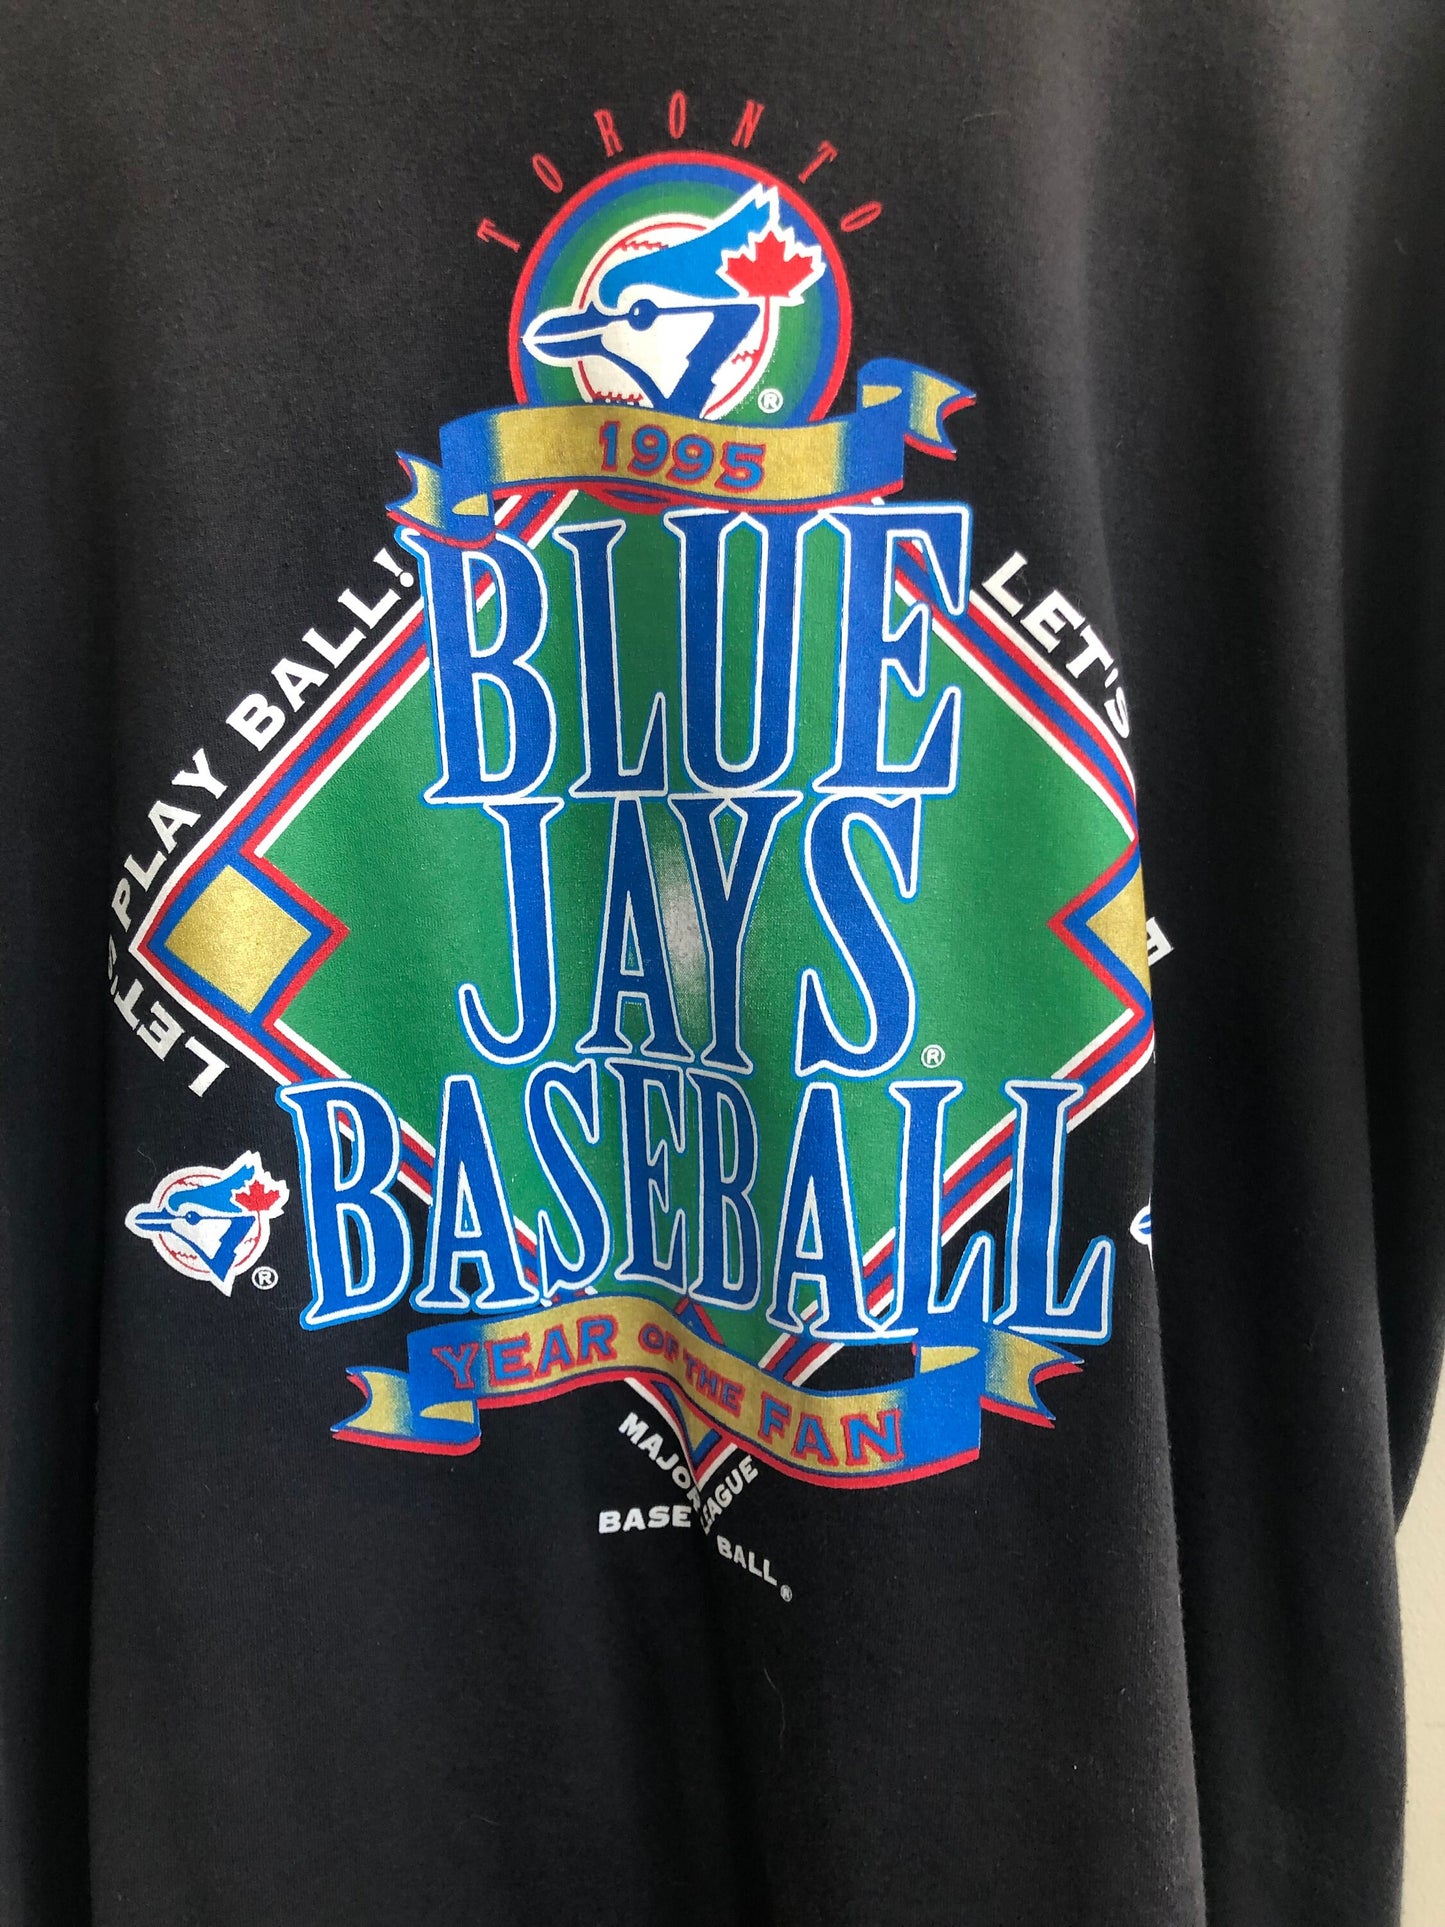 TORONTO
®
1995
LET'S PLAY BALL!
LET'S
BLUE
JAYS®
BASEBALL
®
YEAR OF THE FAN
MAJOR LEAGUE
BASEBALL®